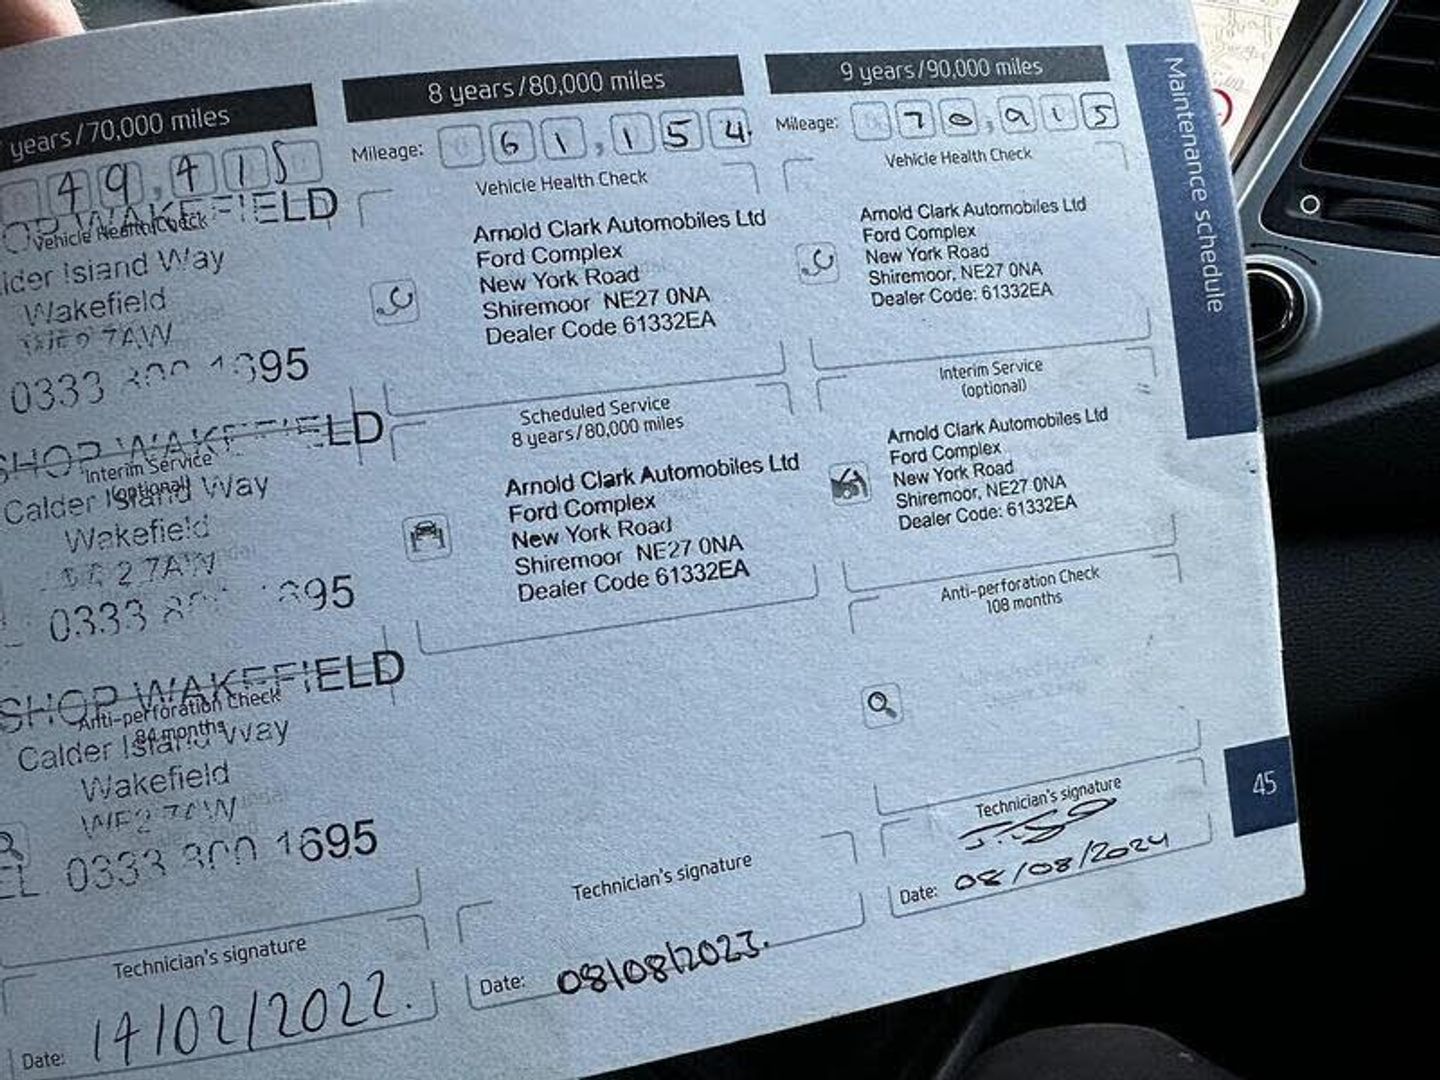 years/70,000 miles
49,415
WAKEFIELD
Vehicle Health Check
Island Way
Wakefield
7AW
0333 1695
SHOP WAKEFIELD
Interim Service
(optional)
Calder Island Way
Wakefield
2 7AW
0333 1695
SHOP WAKEFIELD
Anti-perforation Check
84 months
Calder Island Way
Wakefield
WF2 7AW
0333 300 1695
Technician's signature
Date: 14/02/2022.
8 years/80,000 miles
Mileage: 61,154.
Vehicle Health Check
Arnold Clark Automobiles Ltd
Ford Complex
New York Road
Shiremoor NE27 0NA
Dealer Code 61332EA
Scheduled Service
8 years/80,000 miles
Arnold Clark Automobiles Ltd
Ford Complex
New York Road
Shiremoor NE27 0NA
Dealer Code 61332EA
Technician's signature
Date: 08/08/2023.
9 years/90,000 miles
Mileage: 70,915
Vehicle Health Check
Arnold Clark Automobiles Ltd
Ford Complex
New York Road
Shiremoor, NE27 0NA
Dealer Code: 61332EA
Interim Service
(optional)
Arnold Clark Automobiles Ltd
Ford Complex
New York Road
Shiremoor, NE27 0NA
Dealer Code: 61332EA
Anti-perforation Check
108 months
Technician's signature
Date: 08/08/2024
Maintenance schedule
45